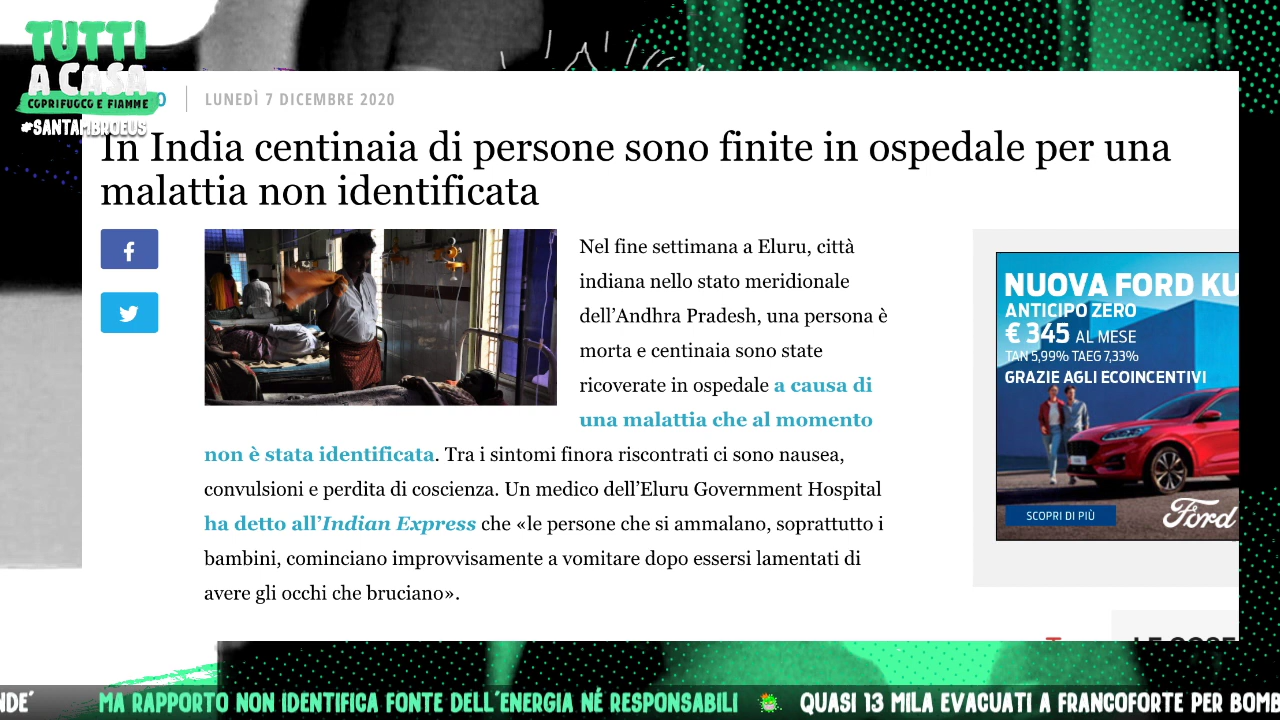 TUTTI
A CASA
COPRIFUOCO E FIAMME
#SANTAMBROEUS
O LUNEDÌ 7 DICEMBRE 2020
In India centinaia di persone sono finite in ospedale per una
malattia non identificata
Nel fine settimana a Eluru, città
indiana nello stato meridionale
dell’Andhra Pradesh, una persona è
morta e centinaia sono state
ricoverate in ospedale a causa di
una malattia che al momento
non è stata identificata. Tra i sintomi finora riscontrati ci sono nausea,
convulsioni e perdita di coscienza. Un medico dell’Eluru Government Hospital
ha detto all’Indian Express che «le persone che si ammalano, soprattutto i
bambini, cominciano improvvisamente a vomitare dopo essersi lamentati di
avere gli occhi che bruciano».
NUOVA FORD KU
ANTICIPO ZERO
€ 345 AL MESE
TAN 5,99% TAEG 7,33%
GRAZIE AGLI ECOINCENTIVI
SCOPRI DI PIÙ
Ford
NDE´ MA RAPPORTO NON IDENTIFICA FONTE DELL´ENERGIA NÉ RESPONSABILI QUASI 13 MILA EVACUATI A FRANCOFORTE PER BOMB